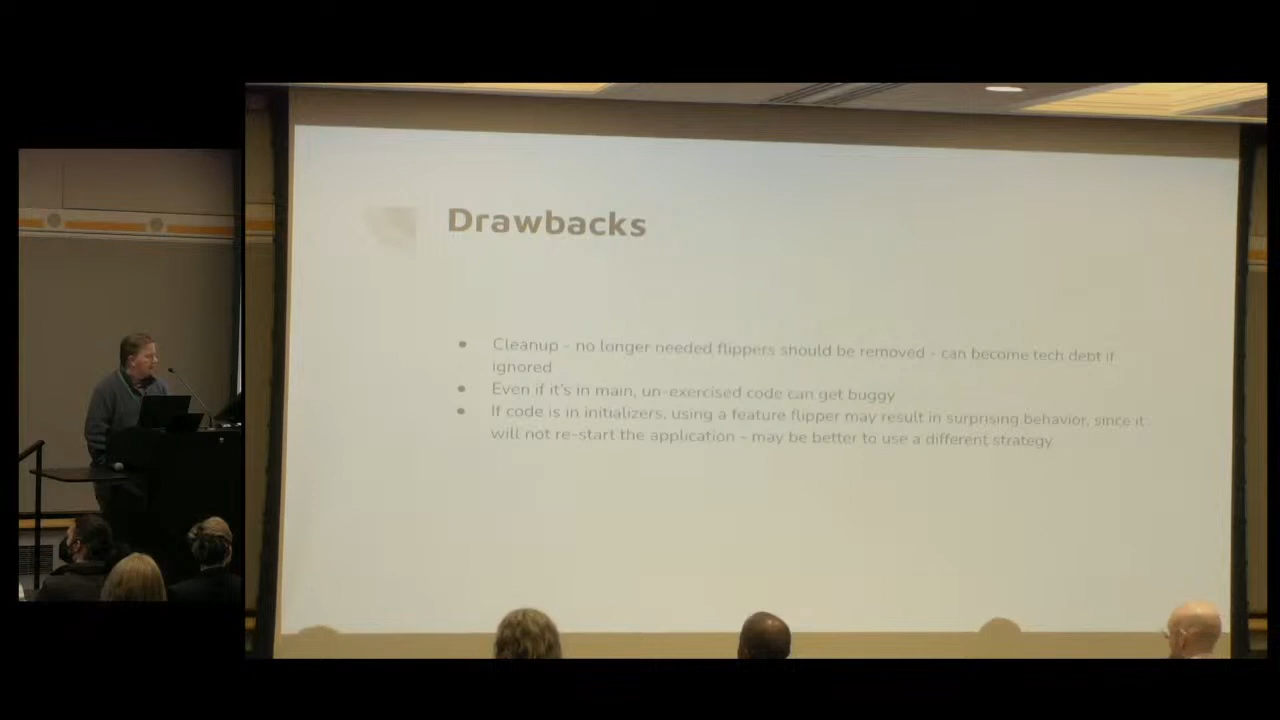 Drawbacks
● Cleanup - no longer needed flippers should be removed - can become tech debt if
ignored
● Even if it's in main, un-exercised code can get buggy
● If code is in initializers, using a feature flipper may result in surprising behavior, since it
will not re-start the application - may be better to use a different strategy